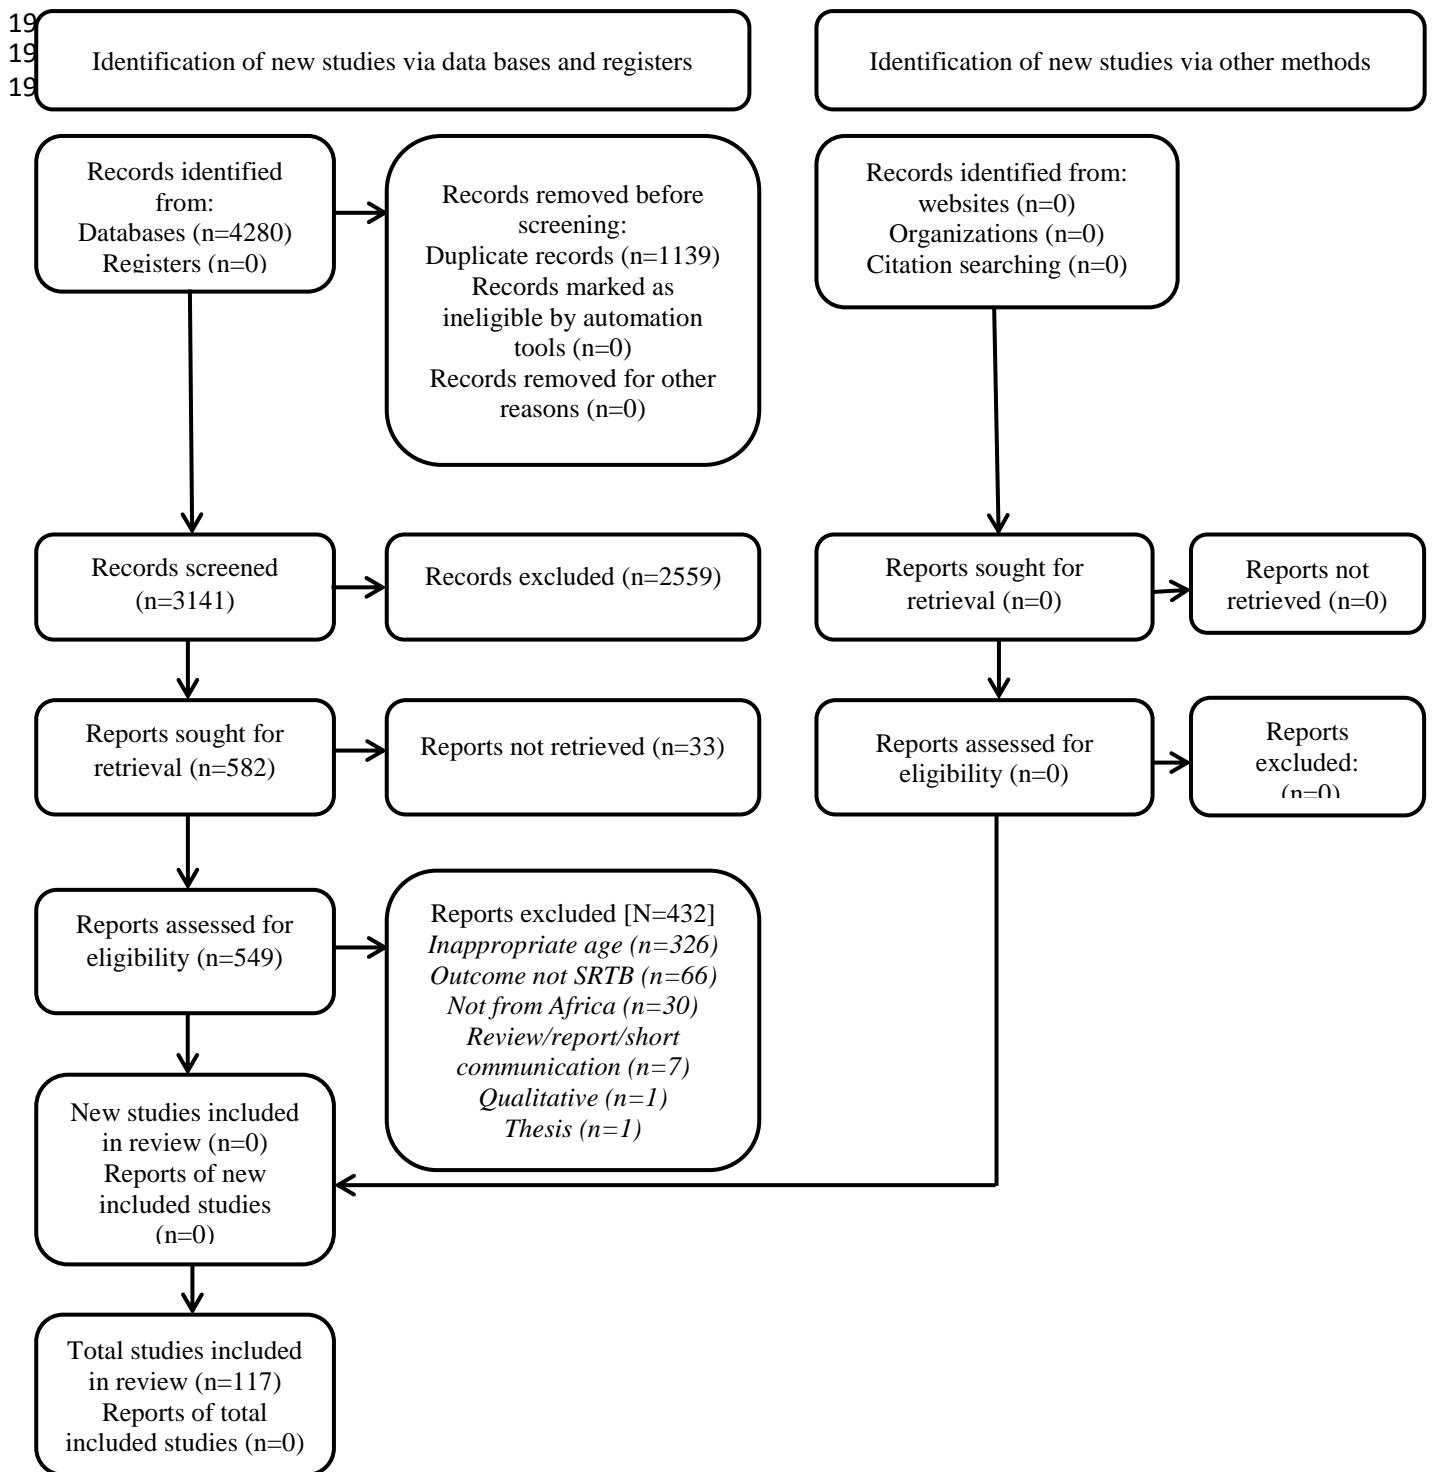 19
19
19
Identification of new studies via data bases and registers
Identification of new studies via other methods
Records identified
from:
Databases (n=4280)
Registers (n=0)
Records removed before
screening:
Duplicate records (n=1139)
Records marked as
ineligible by automation
tools (n=0)
Records removed for other
reasons (n=0)
Records identified from:
websites (n=0)
Organizations (n=0)
Citation searching (n=0)
Records screened
(n=3141)
Records excluded (n=2559)
Reports sought for
retrieval (n=0)
Reports not
retrieved (n=0)
Reports sought for
retrieval (n=582)
Reports not retrieved (n=33)
Reports assessed for
eligibility (n=0)
Reports
excluded:
(n=0)
Reports assessed for
eligibility (n=549)
Reports excluded [N=432]
Inappropriate age (n=326)
Outcome not SRTB (n=66)
Not from Africa (n=30)
Review/report/short
communication (n=7)
Qualitative (n=1)
Thesis (n=1)
New studies included
in review (n=0)
Reports of new
included studies
(n=0)
Total studies included
in review (n=117)
Reports of total
included studies (n=0)